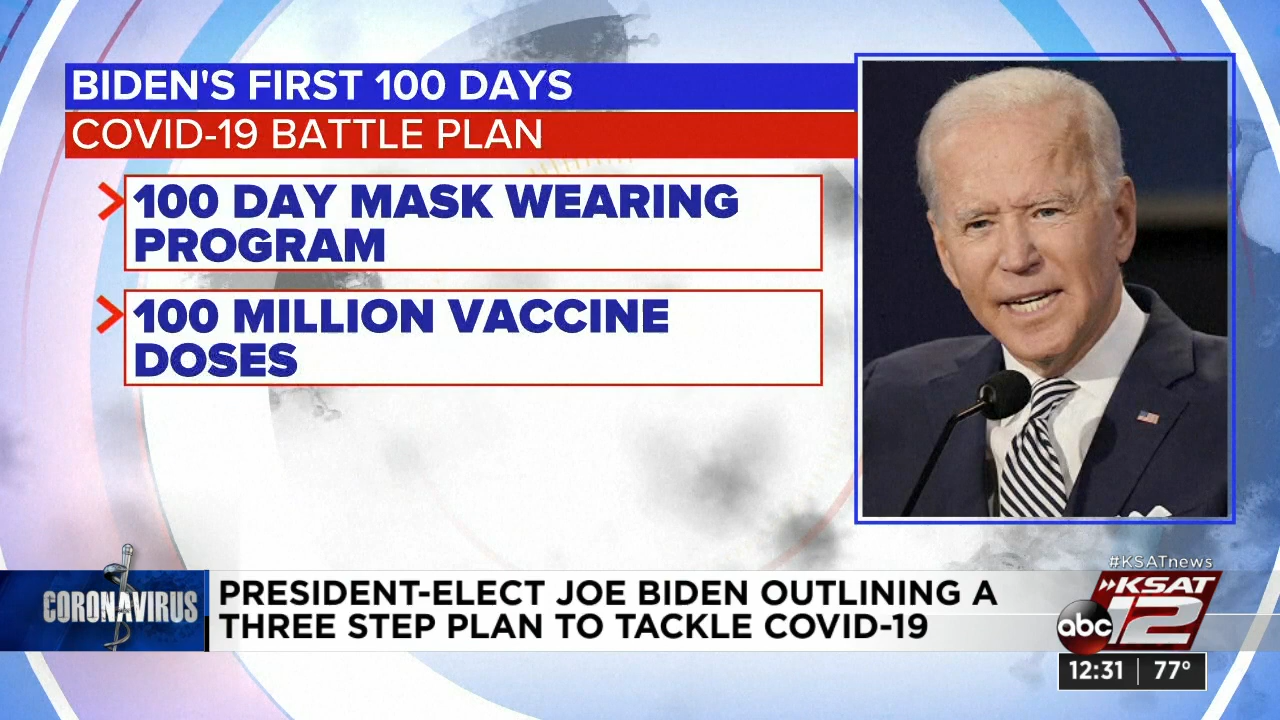 BIDEN'S FIRST 100 DAYS
COVID-19 BATTLE PLAN
100 DAY MASK WEARING
PROGRAM
100 MILLION VACCINE
DOSES
#KSATnews
CORONAVIRUS
PRESIDENT-ELECT JOE BIDEN OUTLINING A
THREE STEP PLAN TO TACKLE COVID-19
KSAT
abc 12
12:31 77°